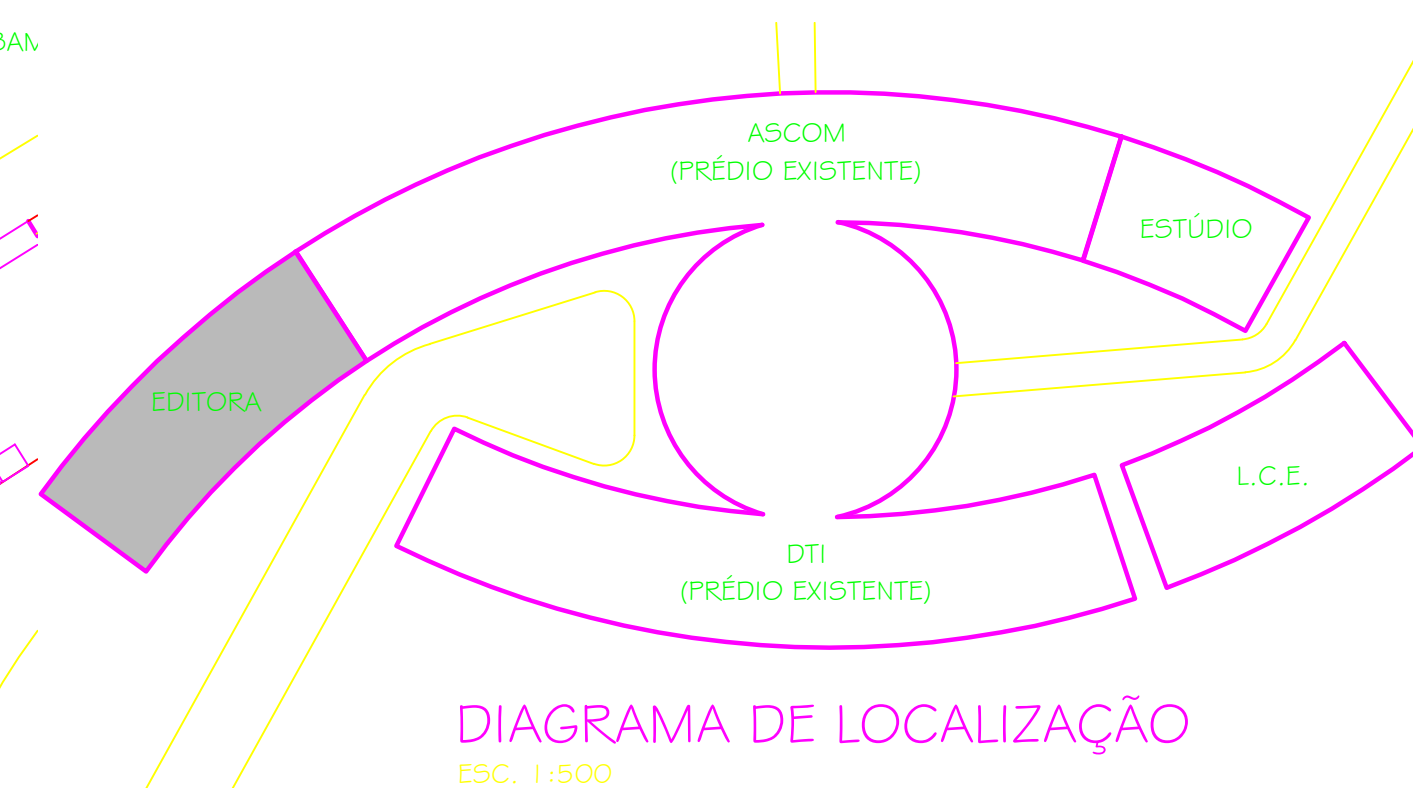 ASCOM
(PRÉDIO EXISTENTE)
ESTÚDIO
EDITORA
L.C.E.
DTI
(PRÉDIO EXISTENTE)
DIAGRAMA DE LOCALIZAÇÃO
ESC. 1:500